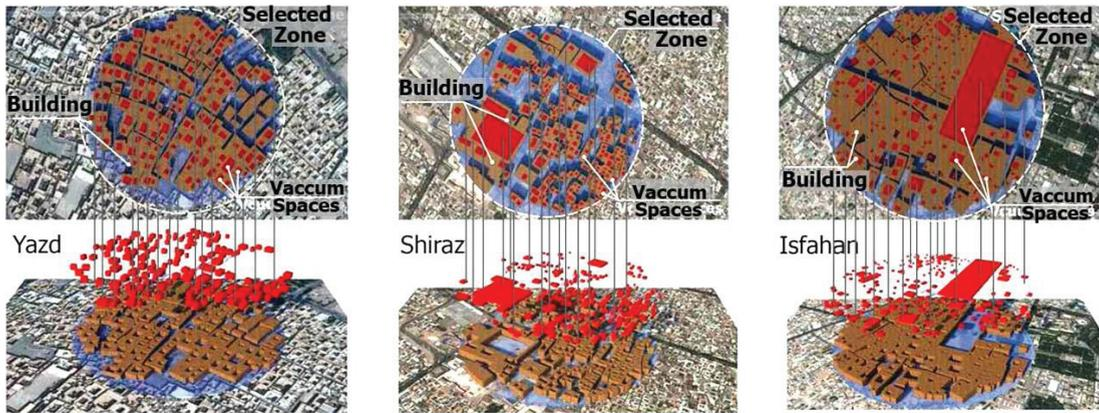 Selected
Zone
Building
Vaccum
Spaces
Yazd
Selected
Zone
Building
Vaccum
Spaces
Shiraz
Selected
Zone
Building
Vaccum
Spaces
Isfahan